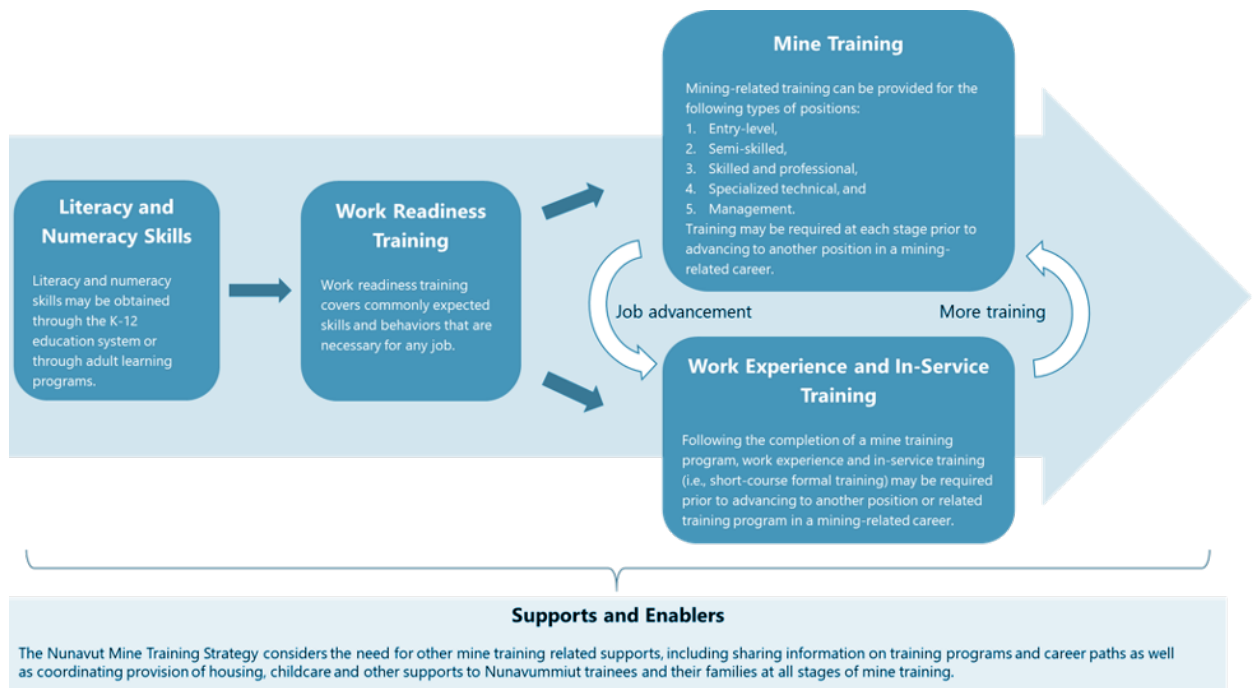 Literacy and
Numeracy Skills
Literacy and numeracy
skills may be obtained
through the K-12
education system or
through adult learning
programs.
Work Readiness
Training
Work readiness training
covers commonly expected
skills and behaviors that are
necessary for any job.
Mine Training
Mining-related training can be provided for the
following types of positions:
1. Entry-level,
2. Semi-skilled,
3. Skilled and professional,
4. Specialized technical, and
5. Management.
Training may be required at each stage prior to
advancing to another position in a mining-
related career.
Job advancement
More training
Work Experience and In-Service
Training
Following the completion of a mine training
program, work experience and in-service training
(i.e., short-course formal training) may be required
prior to advancing to another position or related
training program in a mining-related career.
Supports and Enablers
The Nunavut Mine Training Strategy considers the need for other mine training related supports, including sharing information on training programs and career paths as well
as coordinating provision of housing, childcare and other supports to Nunavummiut trainees and their families at all stages of mine training.